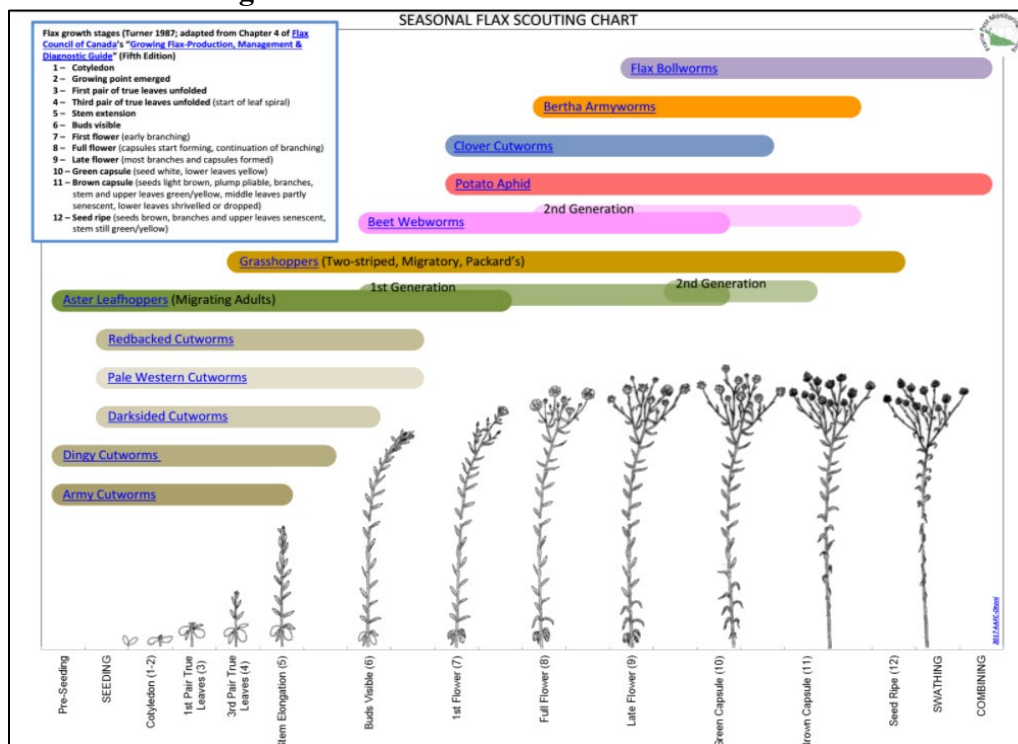 SEASONAL FLAX SCOUTING CHART
Flax growth stages (Turner 1987; adapted from Chapter 4 of Flax
Council of Canada's "Growing Flax-Production, Management &
Diagnostic Guide" (Fifth Edition)
1 – Cotyledon
2 – Growing point emerged
3 – First pair of true leaves unfolded
4 – Third pair of true leaves unfolded (start of leaf spiral)
5 – Stem extension
6 – Buds visible
7 – First flower (early branching)
8 – Full flower (capsules start forming, continuation of branching)
9 – Late flower (most branches and capsules formed)
10 – Green capsule (seed white, lower leaves yellow)
11 – Brown capsule (seeds light brown, plump pliable, branches,
stem and upper leaves green/yellow, middle leaves partly
senescent, lower leaves shrivelled or dropped)
12 – Seed ripe (seeds brown, branches and upper leaves senescent,
stem still green/yellow)
Flax Bollworms
Bertha Armyworms
Clover Cutworms
Potato Aphid
2nd Generation
Beet Webworms
Grasshoppers (Two-striped, Migratory, Packard's)
1st Generation
2nd Generation
Aster Leafhoppers (Migrating Adults)
Redbacked Cutworms
Pale Western Cutworms
Darksided Cutworms
Dingy Cutworms
Army Cutworms
Pre-Seeding
SEEDING
Cotyledon (1-2)
1st Pair True
Leaves (3)
3rd Pair True
Leaves (4)
Stem Elongation (5)
Buds Visible (6)
1st Flower (7)
Full Flower (8)
Late Flower (9)
Green Capsule (10)
Brown Capsule (11)
Seed Ripe (12)
SWATHING
COMBINING